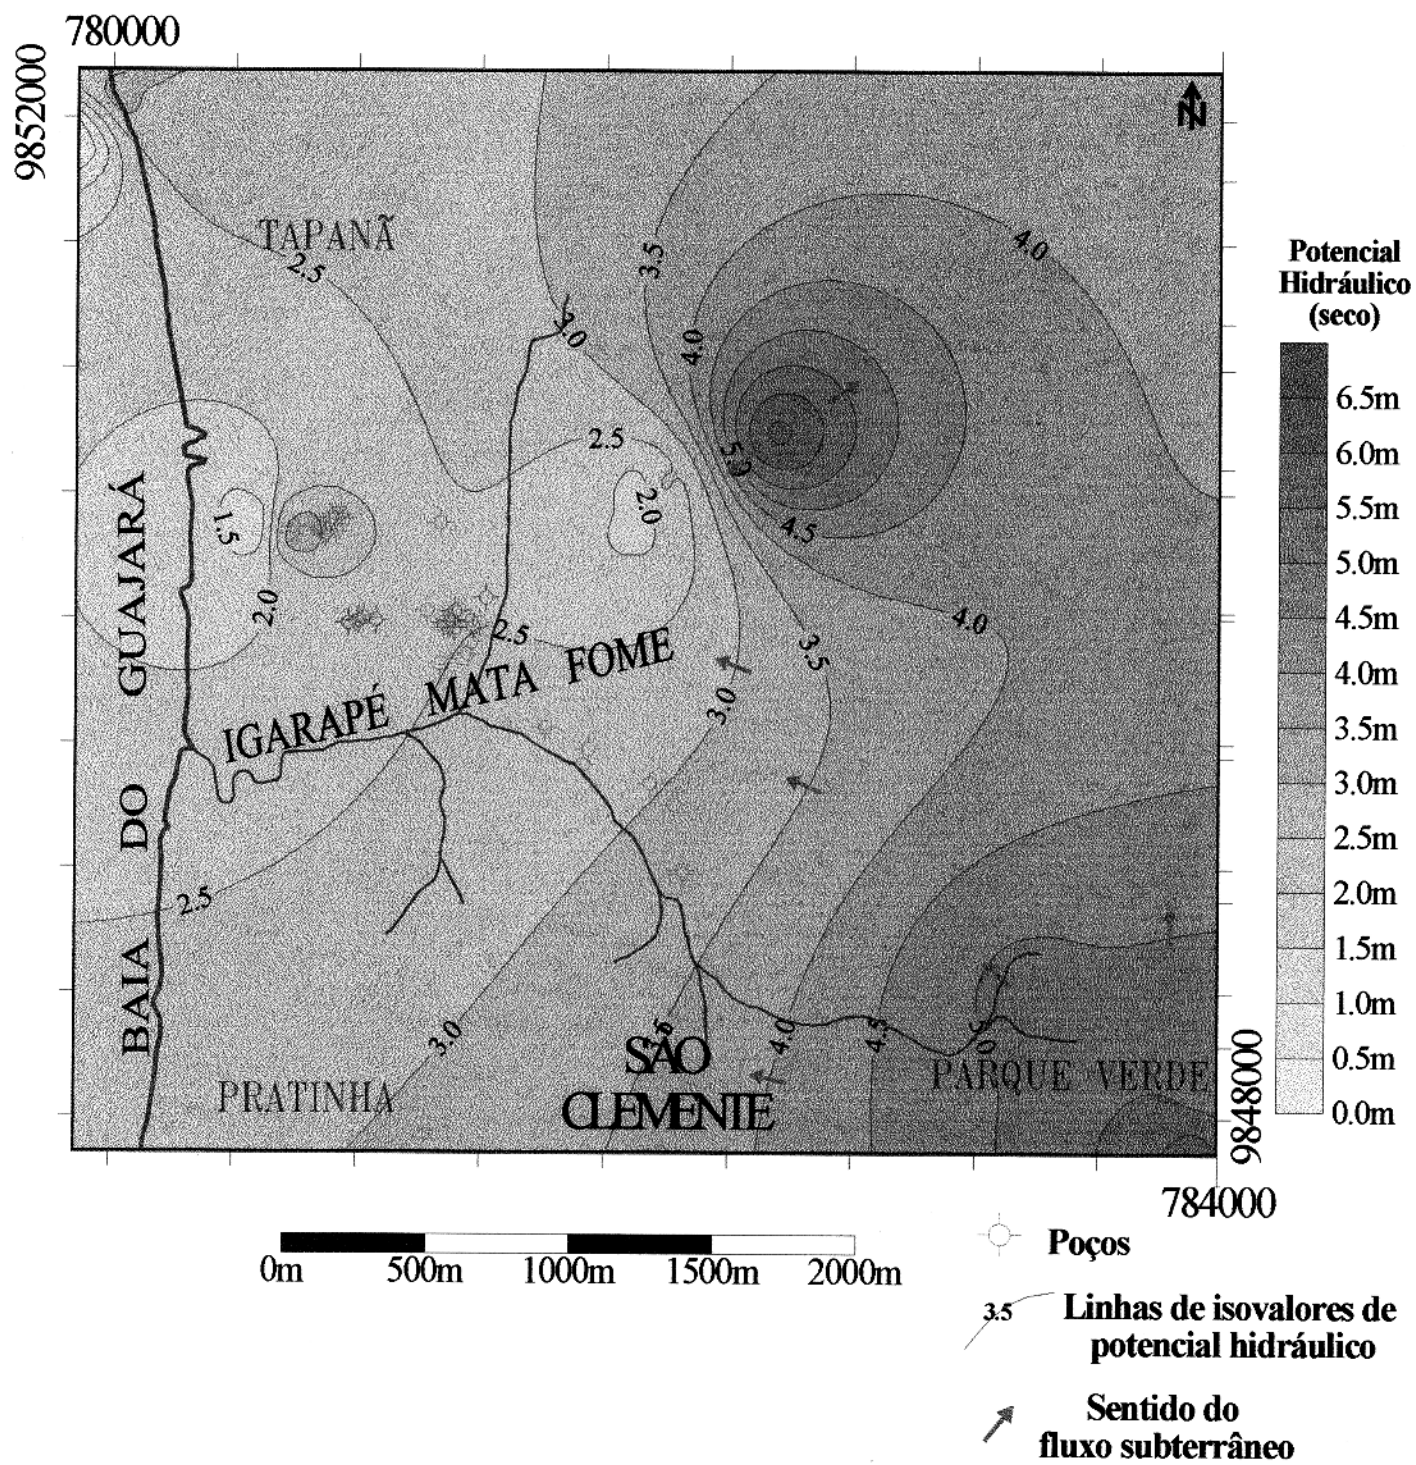 780000
9852000
N
TAPANÃ
2.5
3.5
4.0
3.0
4.0
2.5
5.0
2.0
1.5
4.5
2.0
2.5
4.0
3.5
IGARAPÉ MATA FOME
3.0
BAIA DO GUAJARÁ
2.5
3.0
3.5
4.0
4.5
5.0
SÃO
CLEMENTE
PRATINHA
PARQUE VERDE
9848000
784000
Potencial
Hidráulico
(seco)
6.5m
6.0m
5.5m
5.0m
4.5m
4.0m
3.5m
3.0m
2.5m
2.0m
1.5m
1.0m
0.5m
0.0m
0m 500m 1000m 1500m 2000m
Poços
3.5 Linhas de isovalores de
potencial hidráulico
Sentido do
fluxo subterrâneo